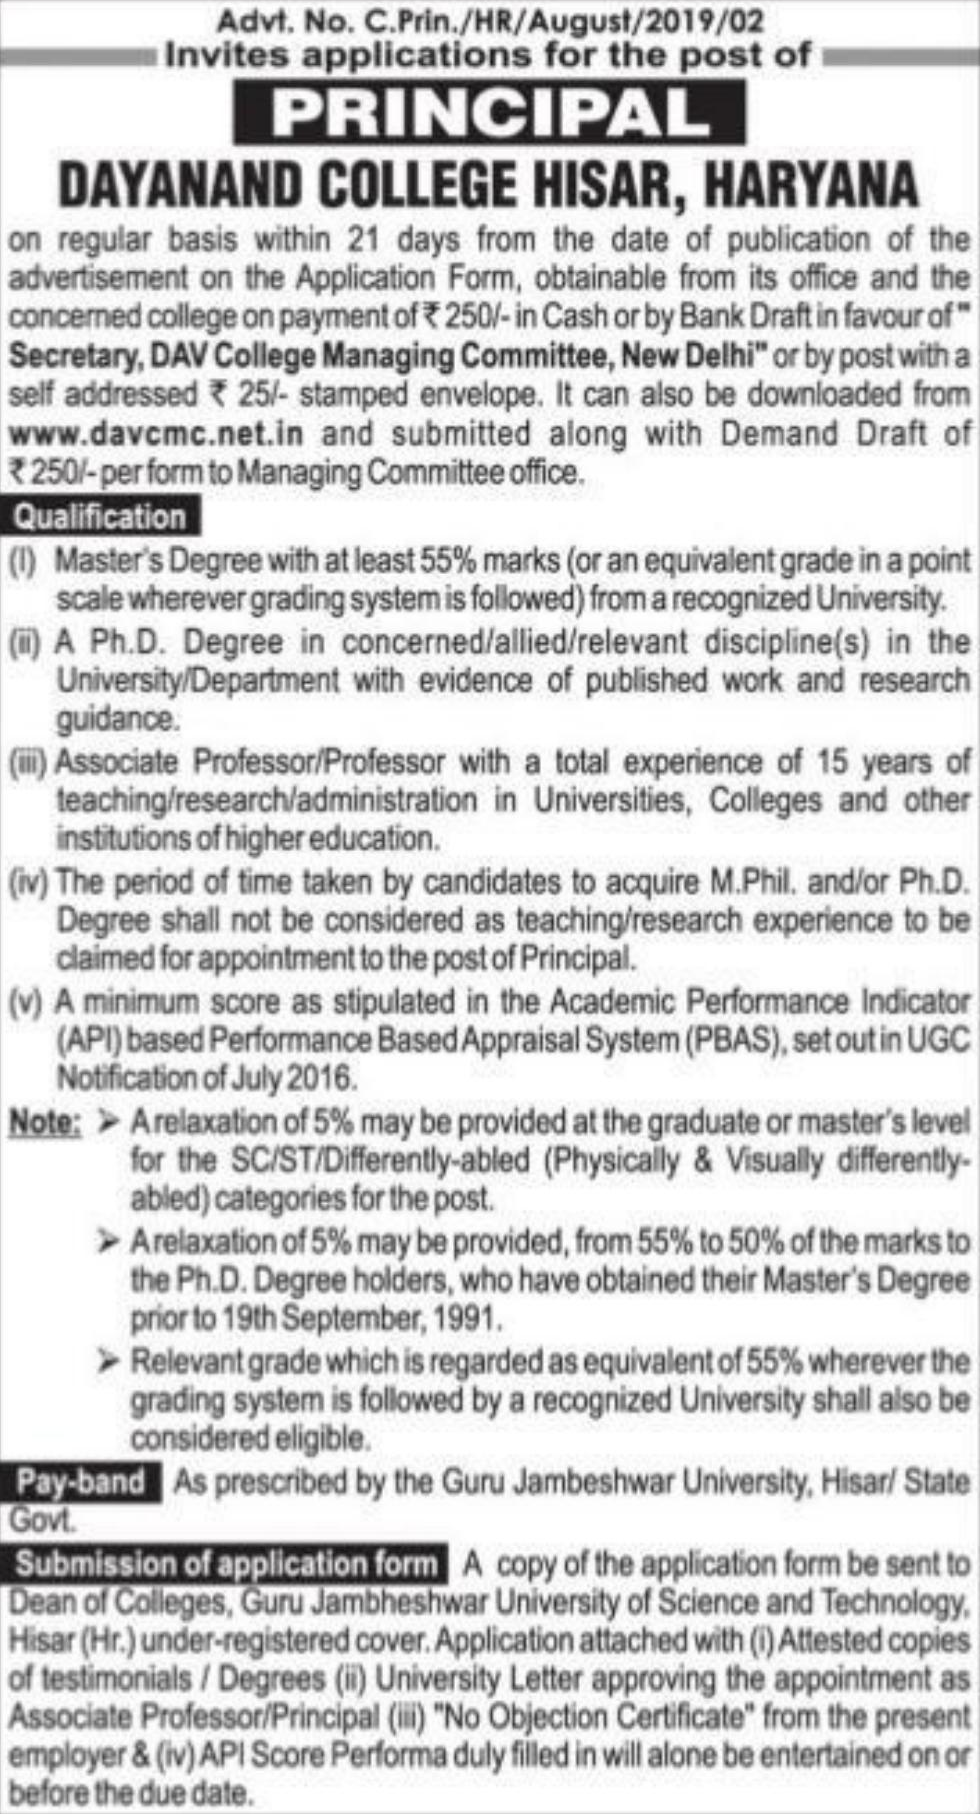 Advt. No. C.Prin./HR/August/2019/02
Invites applications for the post of
PRINCIPAL
DAYANAND COLLEGE HISAR, HARYANA
on regular basis within 21 days from the date of publication of the
advertisement on the Application Form, obtainable from its office and the
concerned college on payment of ₹ 250/- in Cash or by Bank Draft in favour of "
Secretary, DAV College Managing Committee, New Delhi" or by post with a
self addressed ₹ 25/- stamped envelope. It can also be downloaded from
www.davcmc.net.in and submitted along with Demand Draft of
₹ 250/- per form to Managing Committee office.
Qualification
(I) Master's Degree with at least 55% marks (or an equivalent grade in a point
scale wherever grading system is followed) from a recognized University.
(ii) A Ph.D. Degree in concerned/allied/relevant discipline(s) in the
University/Department with evidence of published work and research
guidance.
(iii) Associate Professor/Professor with a total experience of 15 years of
teaching/research/administration in Universities, Colleges and other
institutions of higher education.
(iv) The period of time taken by candidates to acquire M.Phil. and/or Ph.D.
Degree shall not be considered as teaching/research experience to be
claimed for appointment to the post of Principal.
(v) A minimum score as stipulated in the Academic Performance Indicator
(API) based Performance Based Appraisal System (PBAS), set out in UGC
Notification of July 2016.
Note: ➢ A relaxation of 5% may be provided at the graduate or master's level
for the SC/ST/Differently-abled (Physically & Visually differently-
abled) categories for the post.
➢ A relaxation of 5% may be provided, from 55% to 50% of the marks to
the Ph.D. Degree holders, who have obtained their Master's Degree
prior to 19th September, 1991.
➢ Relevant grade which is regarded as equivalent of 55% wherever the
grading system is followed by a recognized University shall also be
considered eligible.
Pay-band As prescribed by the Guru Jambeshwar University, Hisar/ State
Govt.
Submission of application form A copy of the application form be sent to
Dean of Colleges, Guru Jambheshwar University of Science and Technology,
Hisar (Hr.) under-registered cover. Application attached with (i) Attested copies
of testimonials / Degrees (ii) University Letter approving the appointment as
Associate Professor/Principal (iii) "No Objection Certificate" from the present
employer & (iv) API Score Performa duly filled in will alone be entertained on or
before the due date.